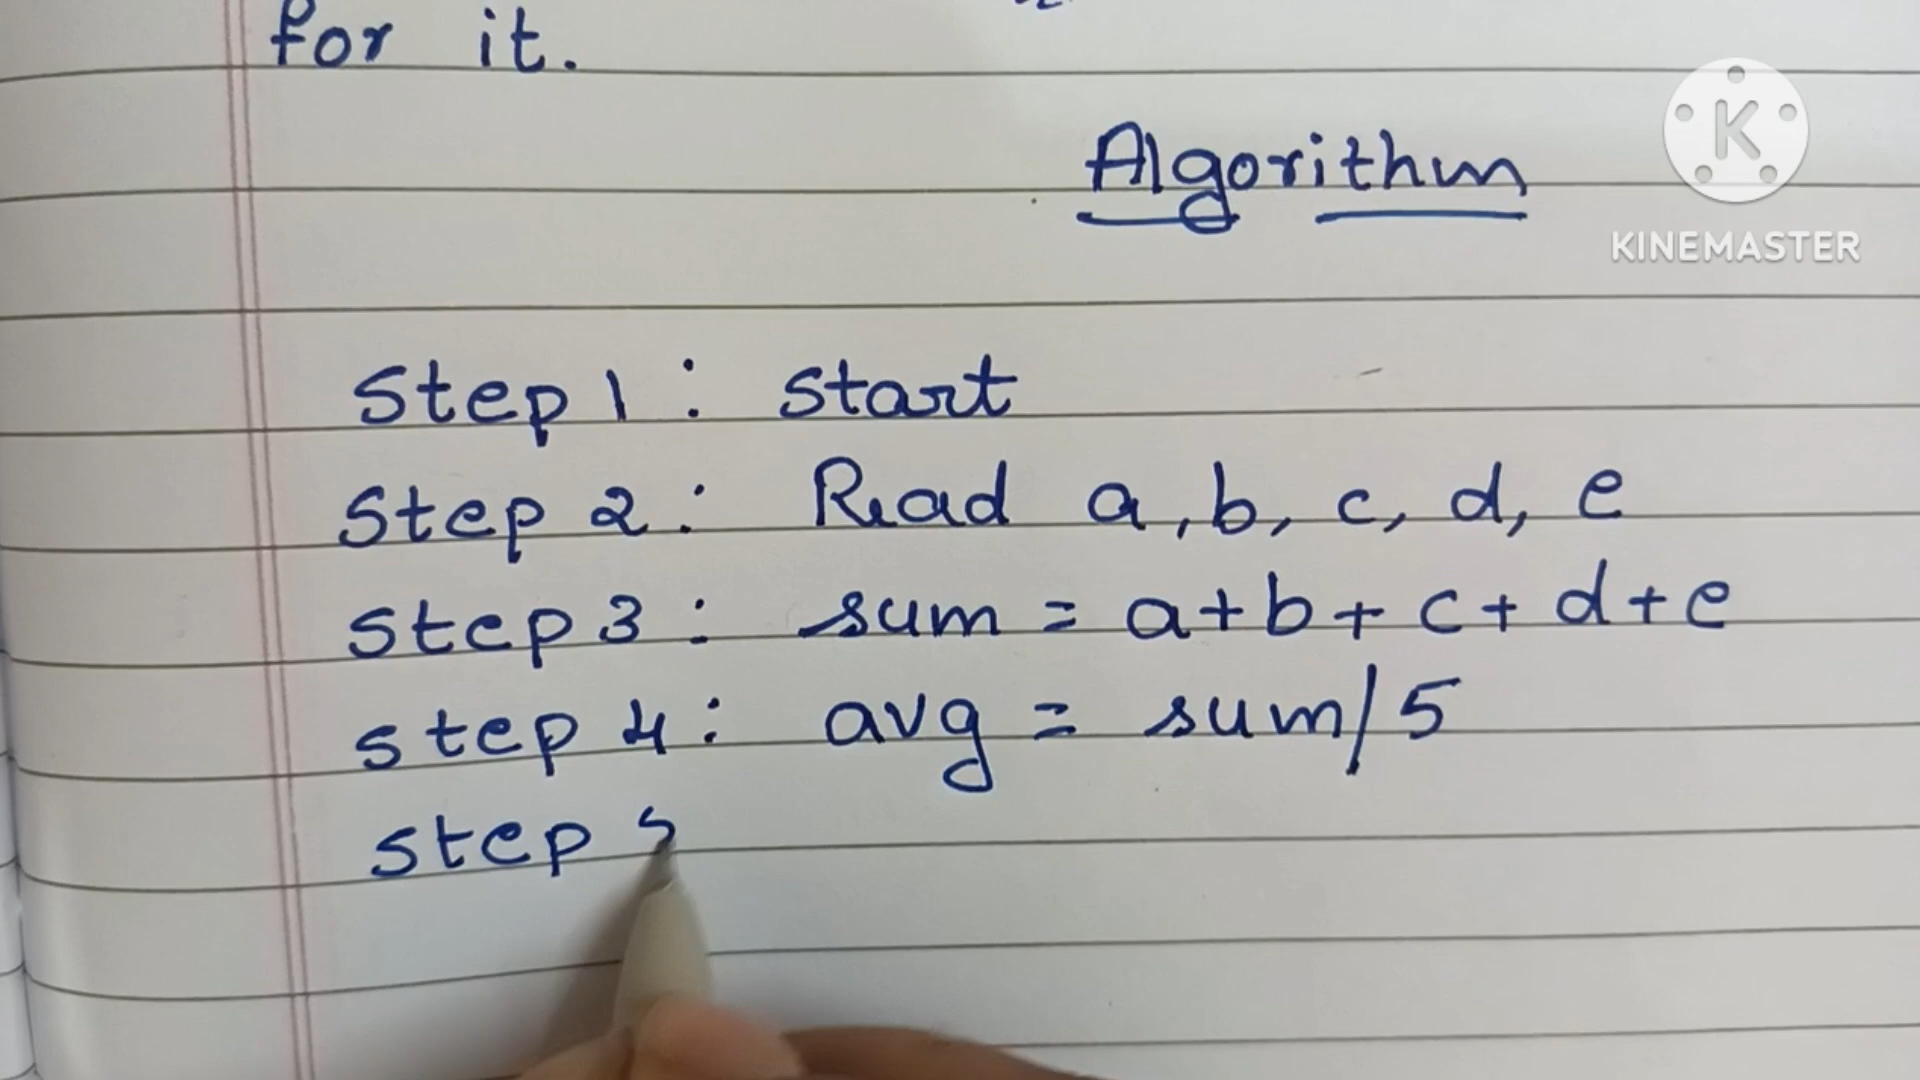 for it.
Algorithm
K
KINEMASTER
Step 1 : Start
Step 2 : Read a, b, c, d, e
Step 3 : sum = a+b+c+d+e
step 4 : avg = sum/5
step 5